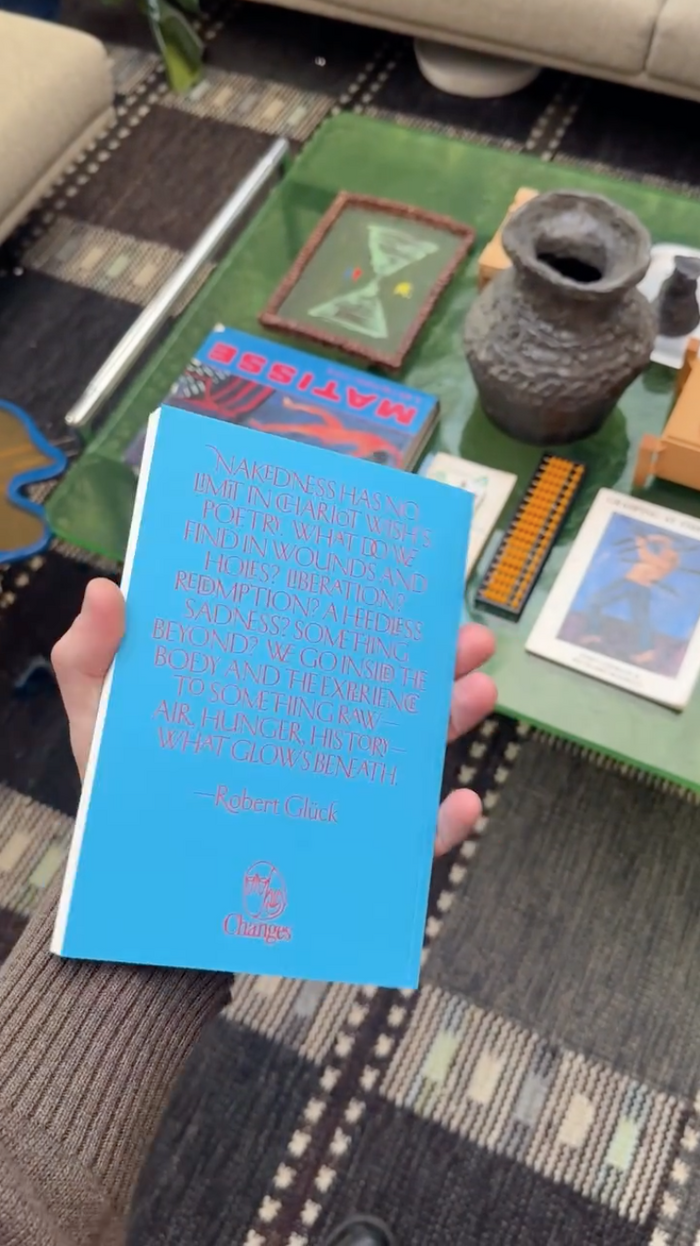 MATISSE
NAKEDNESS HAS NO
LIMIT IN CHARIOT WISH'S
POETRY. WHAT DO WE
FIND IN WOUNDS AND
HOLES? LIBERATION?
REDEMPTION? A HEEDLESS
SADNESS? SOMETHING
BEYOND? WE GO INSIDE THE
BODY AND THE EXPERIENCE
TO SOMETHING RAW—
AIR, HUNGER, HISTORY—
WHAT GLOWS BENEATH.
—Robert Glück
Changes